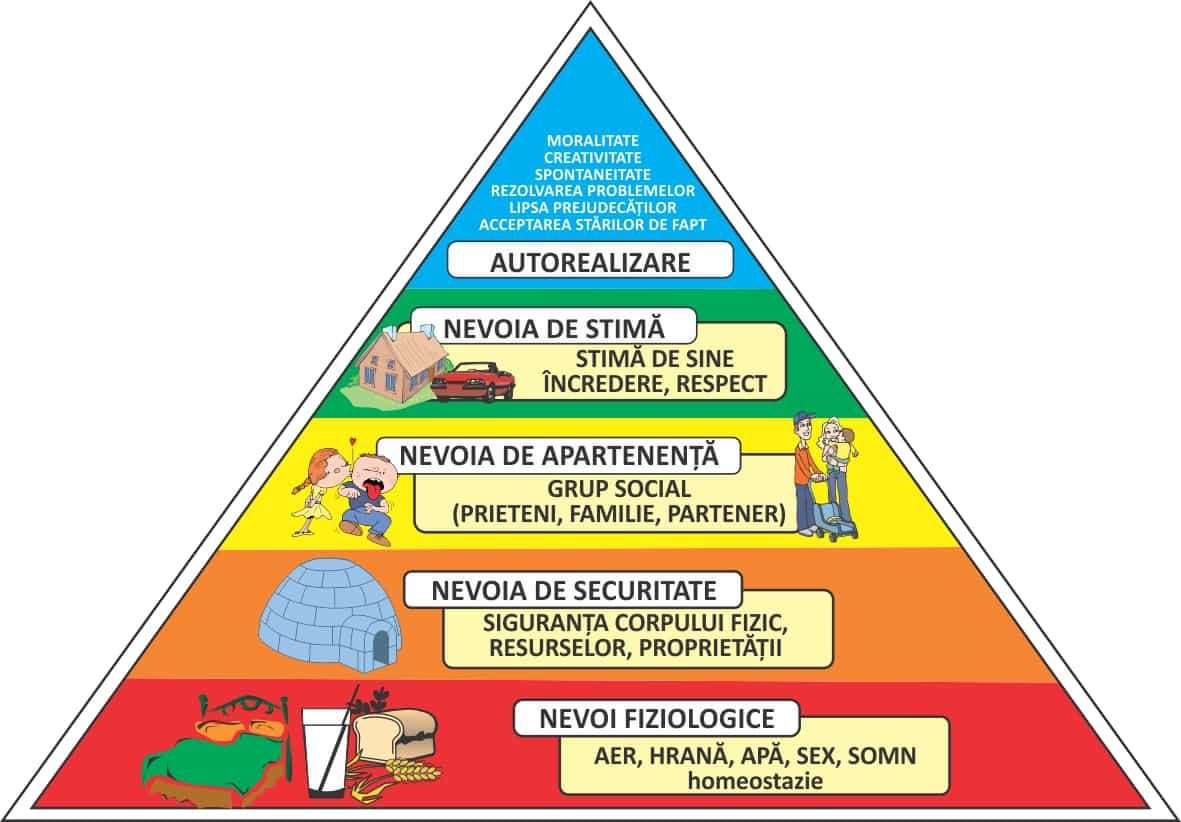 MORALITATE
CREATIVITATE
SPONTANEITATE
REZOLVAREA PROBLEMELOR
LIPSA PREJUDECĂȚILOR
ACCEPTAREA STĂRILOR DE FAPT
AUTOREALIZARE
NEVOIA DE STIMĂ
STIMĂ DE SINE
ÎNCREDERE, RESPECT
NEVOIA DE APARTENENȚĂ
GRUP SOCIAL
(PRIETENI, FAMILIE, PARTENER)
NEVOIA DE SECURITATE
SIGURANȚA CORPULUI FIZIC,
RESURSELOR, PROPRIETĂȚII
NEVOI FIZIOLOGICE
AER, HRANĂ, APĂ, SEX, SOMN
homeostazie